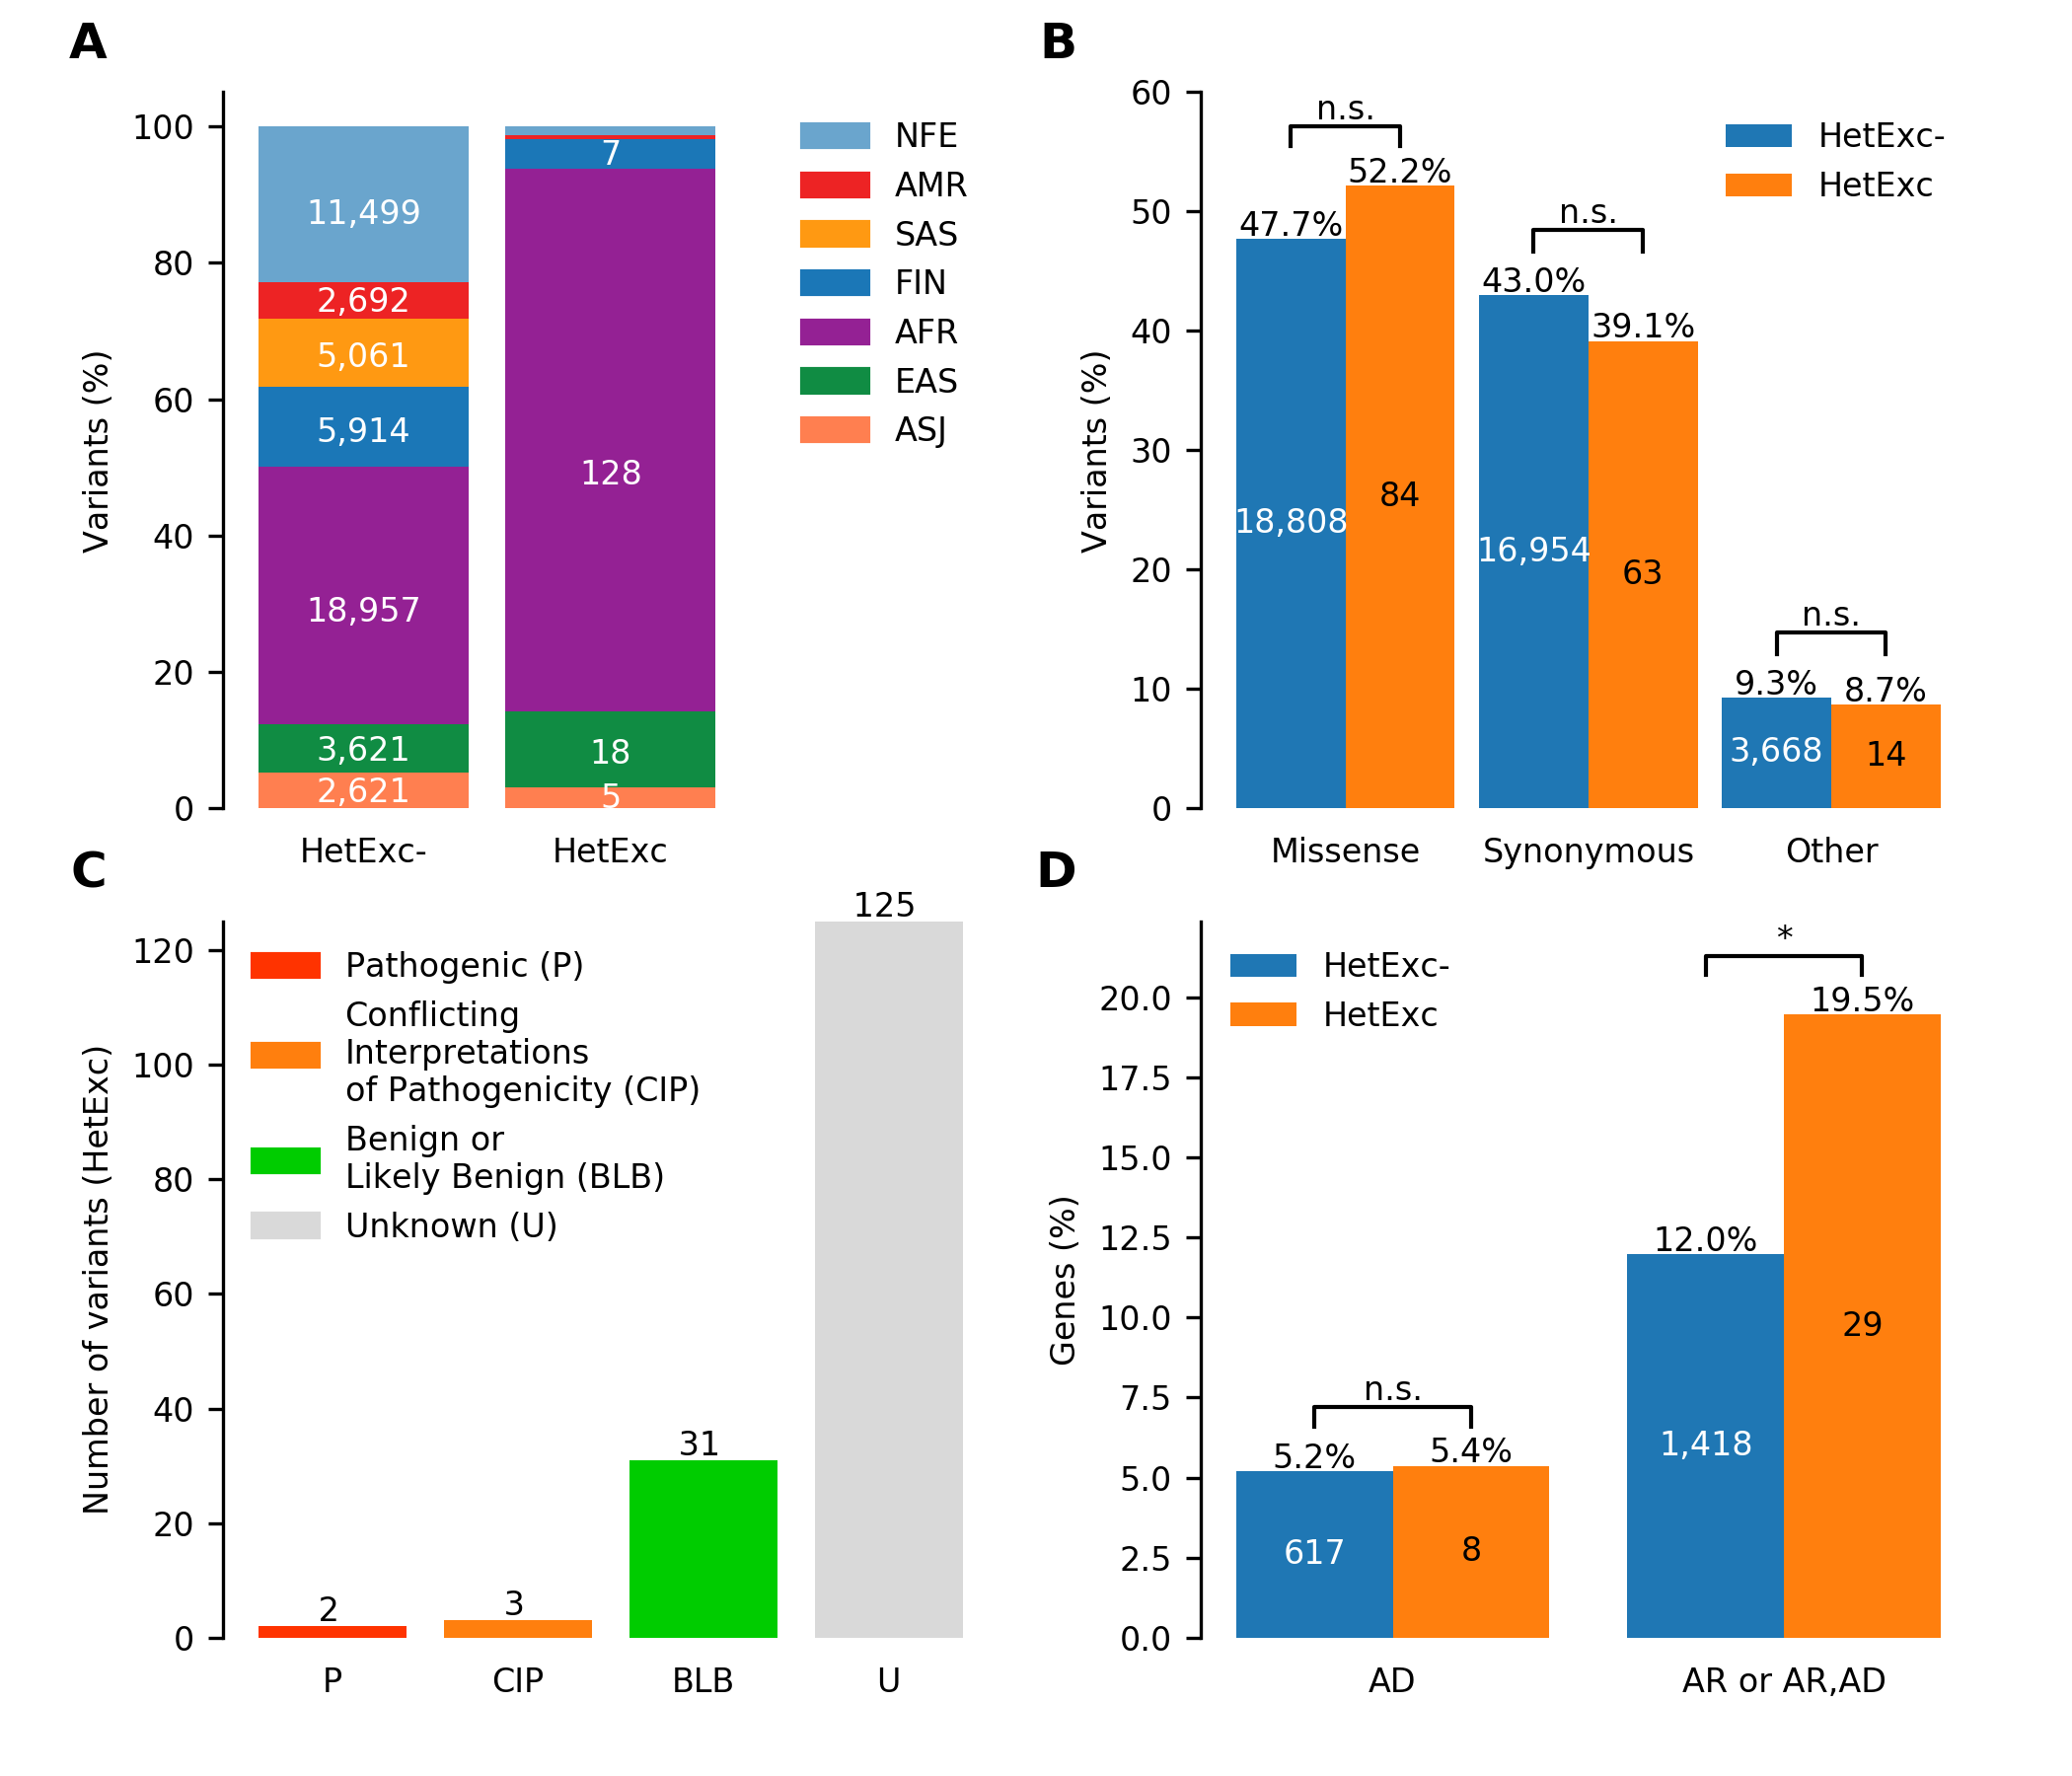 A
Variants (%)
100
80
60
40
20
0
11,499
2,692
5,061
5,914
18,957
3,621
2,621
7
128
18
5
HetExc-
HetExc
NFE
AMR
SAS
FIN
AFR
EAS
ASJ
B
Variants (%)
60
50
40
30
20
10
0
HetExc-
HetExc
n.s.
47.7%
52.2%
18,808
84
n.s.
43.0%
39.1%
16,954
63
n.s.
9.3%
8.7%
3,668
14
Missense
Synonymous
Other
C
Number of variants (HetExc)
120
100
80
60
40
20
0
Pathogenic (P)
Conflicting
Interpretations
of Pathogenicity (CIP)
Benign or
Likely Benign (BLB)
Unknown (U)
2
3
31
125
P
CIP
BLB
U
D
Genes (%)
20.0
17.5
15.0
12.5
10.0
7.5
5.0
2.5
0.0
HetExc-
HetExc
n.s.
5.2%
5.4%
617
8
*
12.0%
19.5%
1,418
29
AD
AR or AR,AD